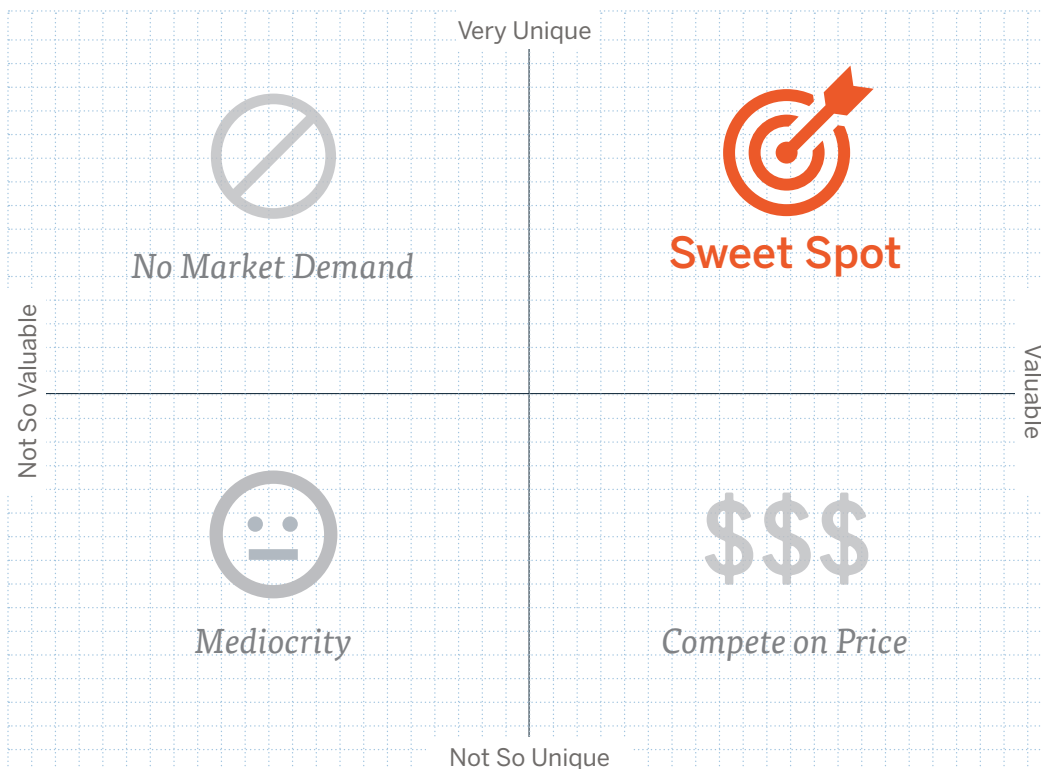 Very Unique
No Market Demand
Sweet Spot
Not So Valuable
Valuable
$$$
Mediocrity
Compete on Price
Not So Unique